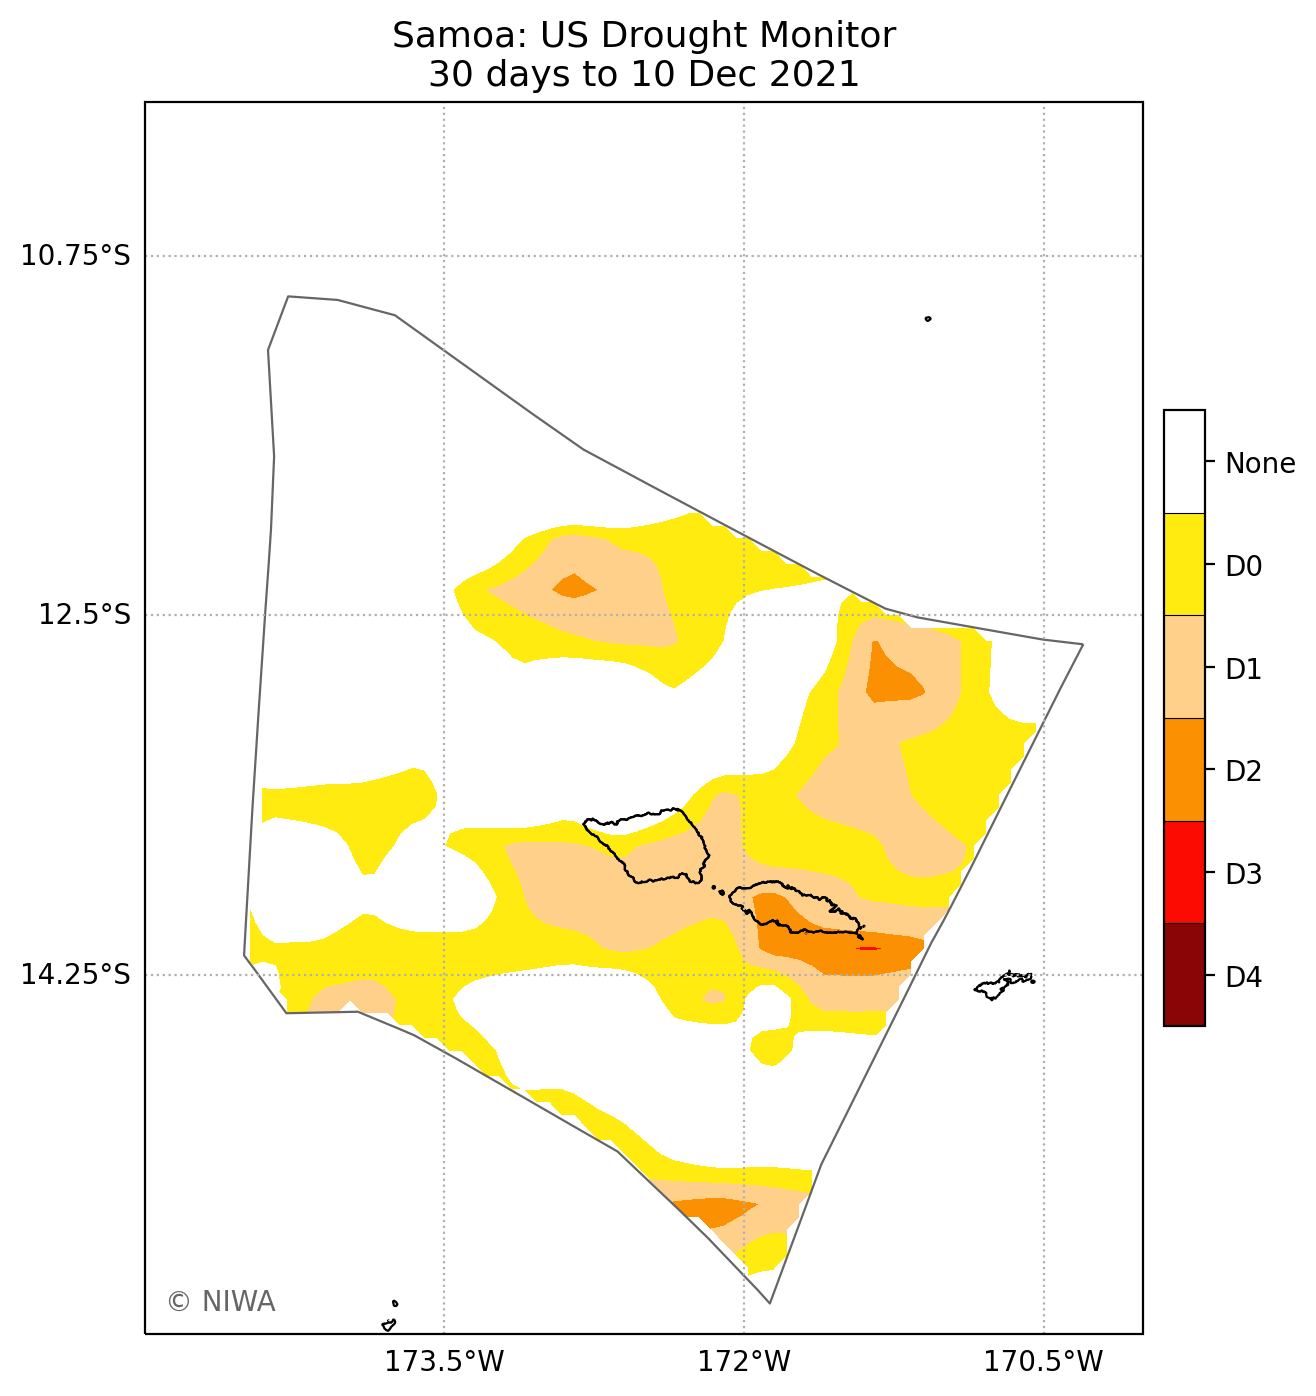 Samoa: US Drought Monitor
30 days to 10 Dec 2021
10.75°S
12.5°S
14.25°S
173.5°W
172°W
170.5°W
None
D0
D1
D2
D3
D4
© NIWA